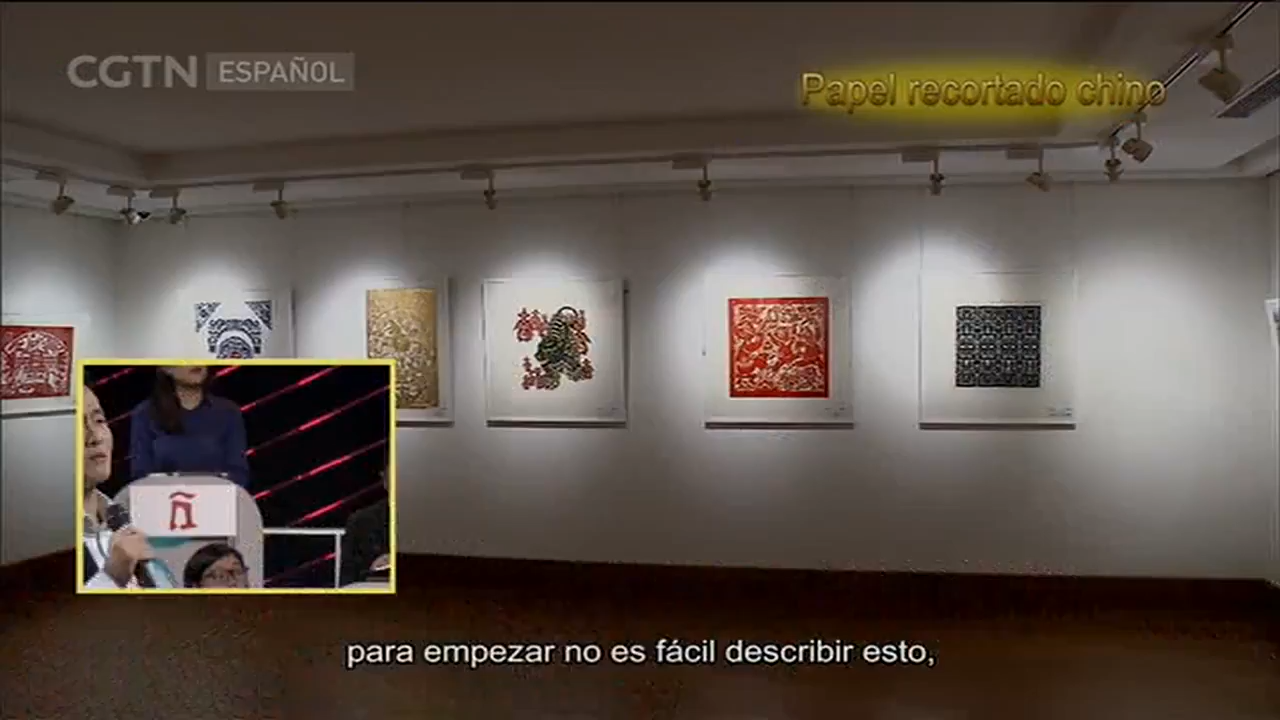 CGTN ESPAÑOL
Papel recortado chino
ñ
para empezar no es fácil describir esto,